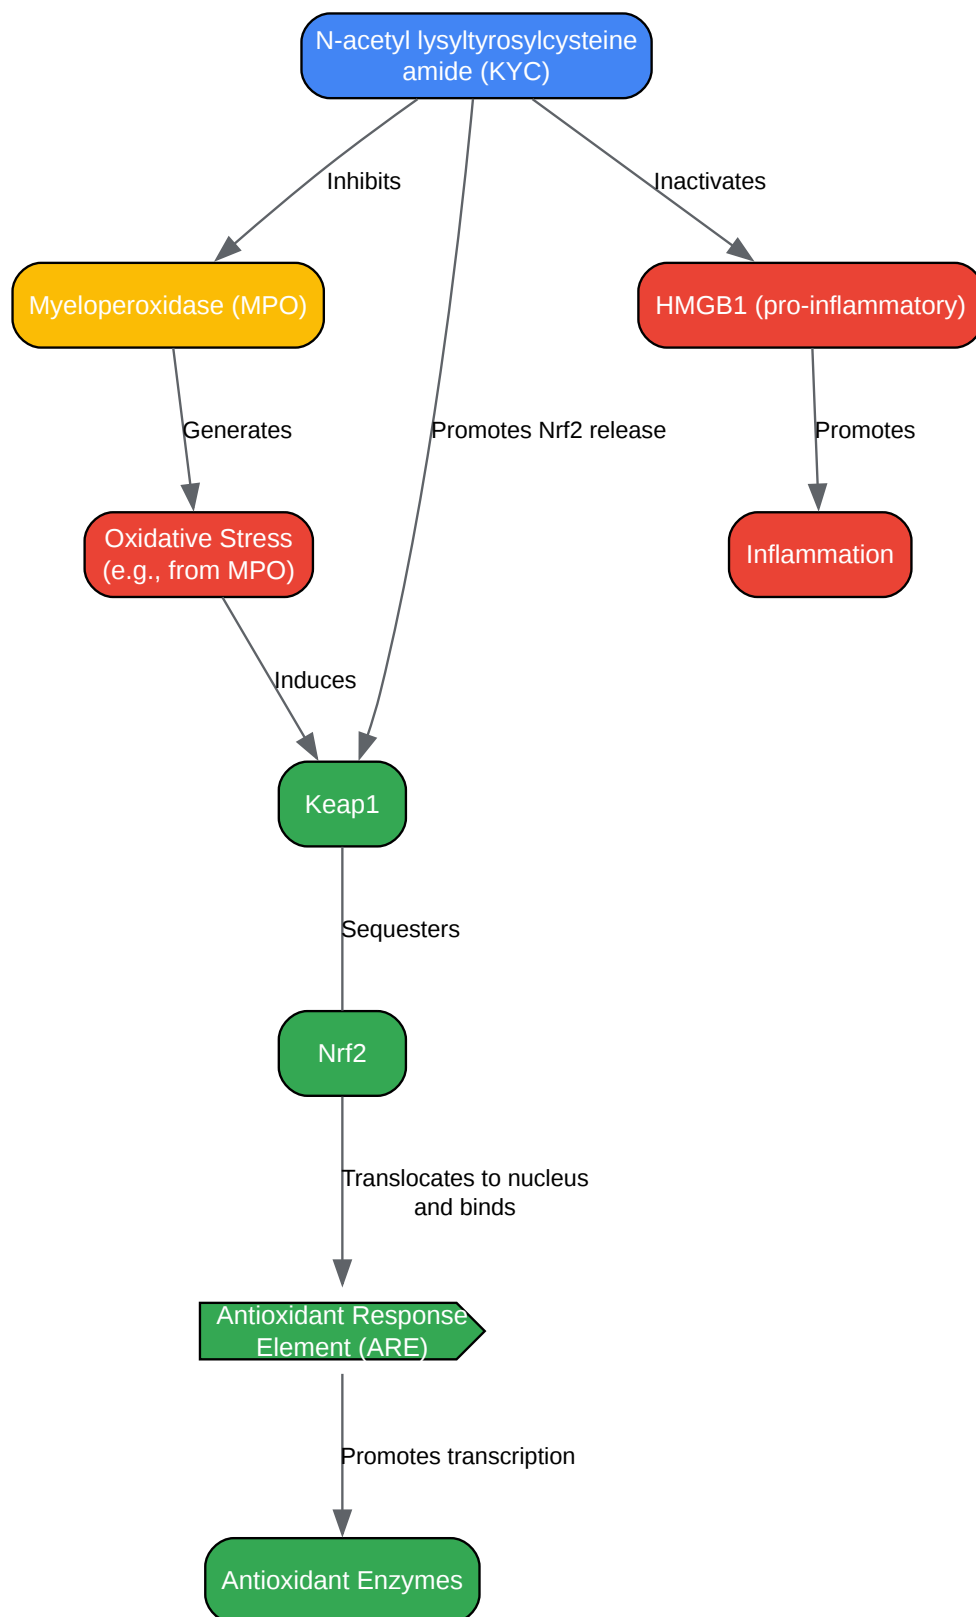 N-acetyl lysyltyrosylcysteine
amide (KYC)
Inhibits
Inactivates
Myeloperoxidase (MPO)
HMGB1 (pro-inflammatory)
Generates
Promotes Nrf2 release
Promotes
Oxidative Stress
(e.g., from MPO)
Inflammation
Induces
Keap1
Sequesters
Nrf2
Translocates to nucleus
and binds
Antioxidant Response
Element (ARE)
Promotes transcription
Antioxidant Enzymes